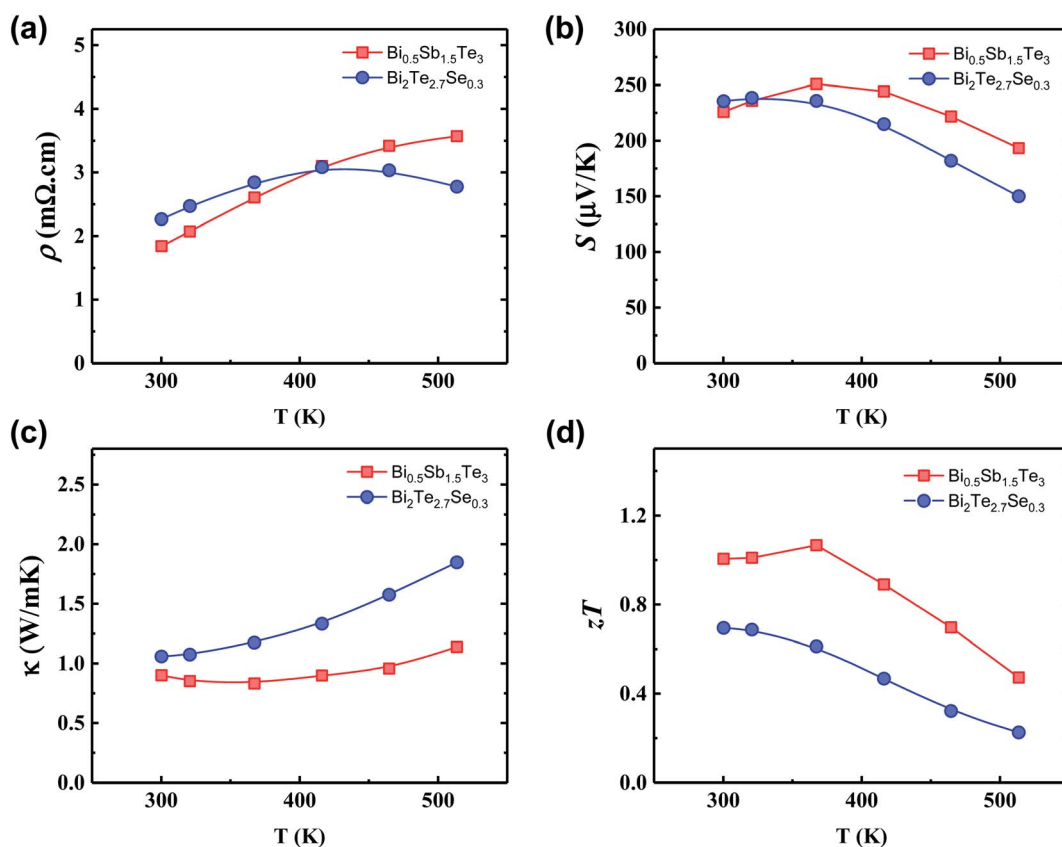 (a)
5
4
3
2
1
0
ρ (mΩ.cm)
Bi0.5Sb1.5Te3
Bi2Te2.7Se0.3
300 400 500
T (K)
(b)
300
250
200
150
100
50
0
S (μV/K)
Bi0.5Sb1.5Te3
Bi2Te2.7Se0.3
300 400 500
T (K)
(c)
2.5
2.0
1.5
1.0
0.5
0.0
κ (W/mK)
Bi0.5Sb1.5Te3
Bi2Te2.7Se0.3
300 400 500
T (K)
(d)
1.2
0.8
0.4
0.0
zT
Bi0.5Sb1.5Te3
Bi2Te2.7Se0.3
300 400 500
T (K)